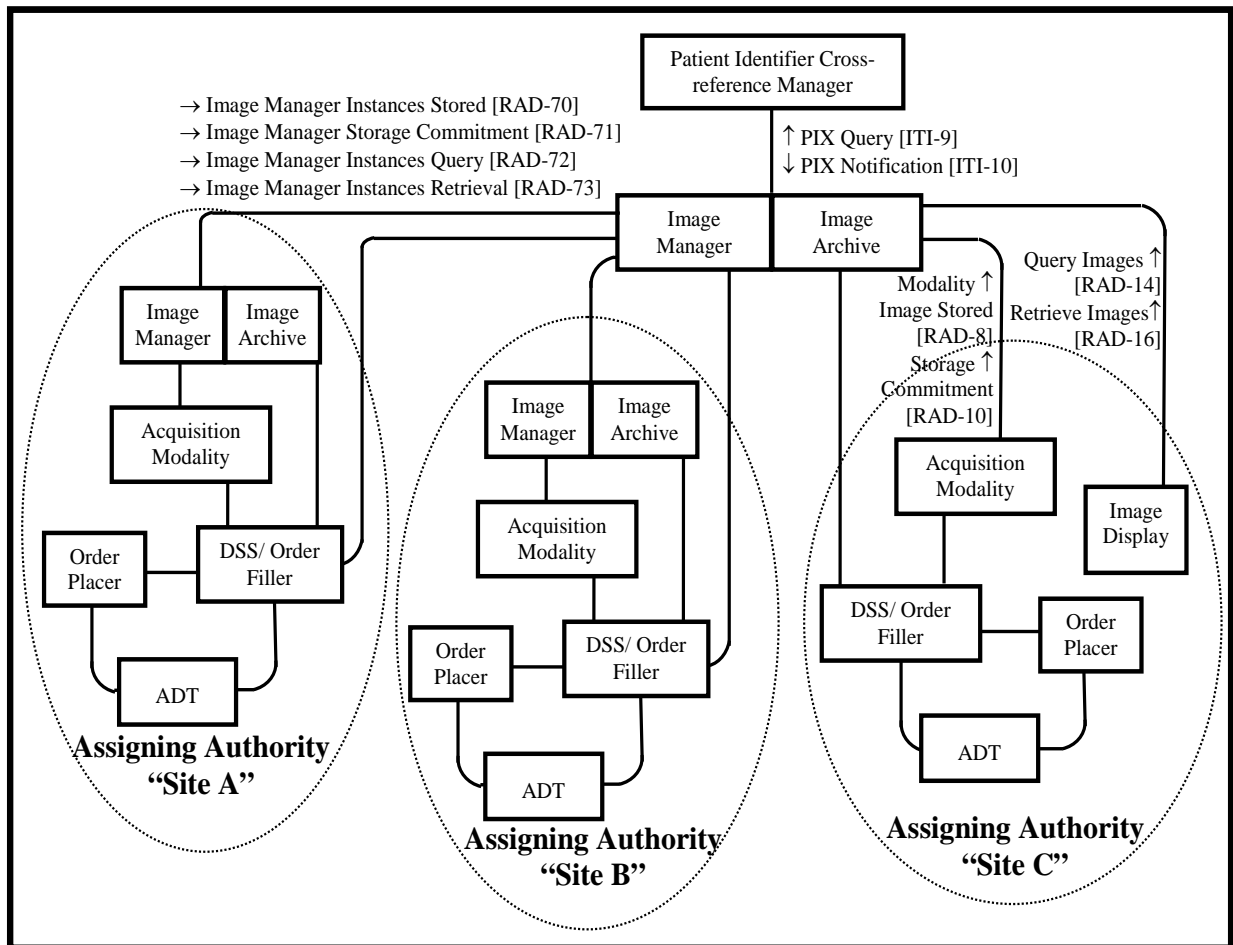 Patient Identifier Cross-
reference Manager
→ Image Manager Instances Stored [RAD-70]
→ Image Manager Storage Commitment [RAD-71]
→ Image Manager Instances Query [RAD-72]
→ Image Manager Instances Retrieval [RAD-73]
↑ PIX Query [ITI-9]
↓ PIX Notification [ITI-10]
Image
Manager
Image
Archive
Query Images ↑
[RAD-14]
Retrieve Images↑
[RAD-16]
Modality ↑
Image Stored
[RAD-8]
Storage ↑
Commitment
[RAD-10]
Image
Manager
Image
Archive
Acquisition
Modality
Order
Placer
DSS/ Order
Filler
ADT
Assigning Authority
“Site A”
Image
Manager
Image
Archive
Acquisition
Modality
Order
Placer
DSS/ Order
Filler
ADT
Assigning Authority
“Site B”
Acquisition
Modality
Image
Display
DSS/ Order
Filler
Order
Placer
ADT
Assigning Authority
“Site C”